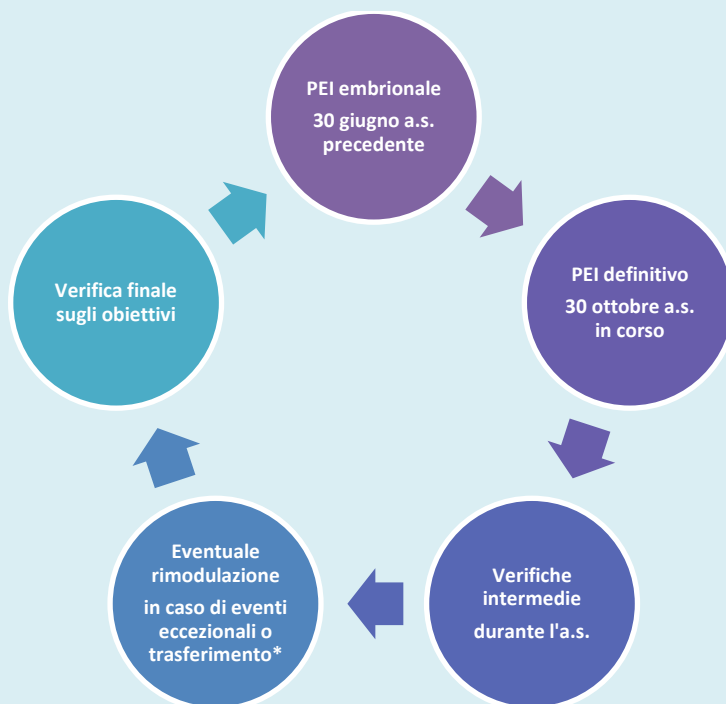 PEI embrionale
30 giugno a.s.
precedente
PEI definitivo
30 ottobre a.s.
in corso
Verifiche
intermedie
durante l'a.s.
Eventuale
rimodulazione
in caso di eventi
eccezionali o
trasferimento*
Verifica finale
sugli obiettivi